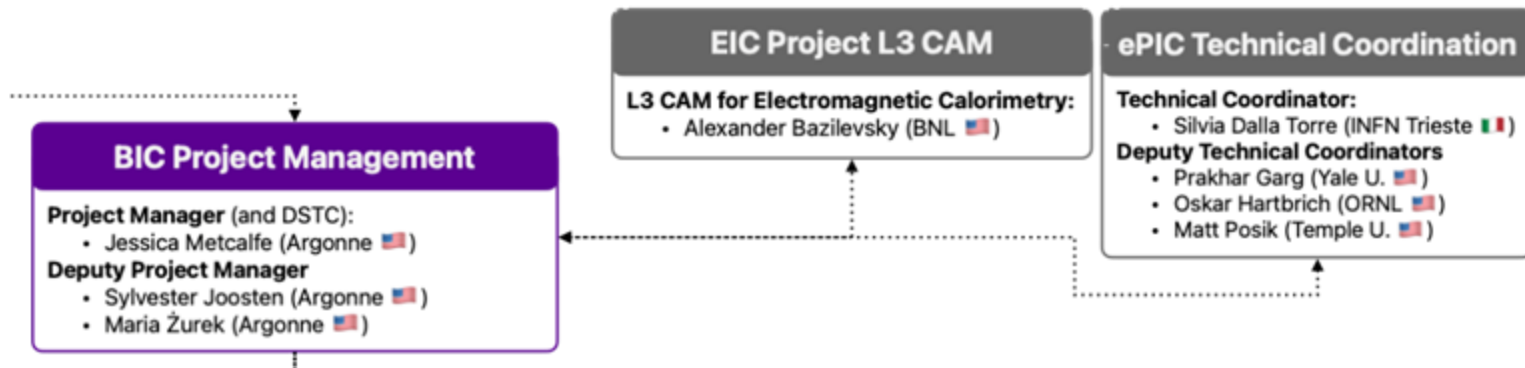 BIC Project Management
Project Manager (and DSTC):
• Jessica Metcalfe (Argonne 🇺🇸)
Deputy Project Manager
• Sylvester Joosten (Argonne 🇺🇸)
• Maria Żurek (Argonne 🇺🇸)
EIC Project L3 CAM
L3 CAM for Electromagnetic Calorimetry:
• Alexander Bazilevsky (BNL 🇺🇸)
ePIC Technical Coordination
Technical Coordinator:
• Silvia Dalla Torre (INFN Trieste 🇮🇹)
Deputy Technical Coordinators
• Prakhar Garg (Yale U. 🇺🇸)
• Oskar Hartbrich (ORNL 🇺🇸)
• Matt Posik (Temple U. 🇺🇸)